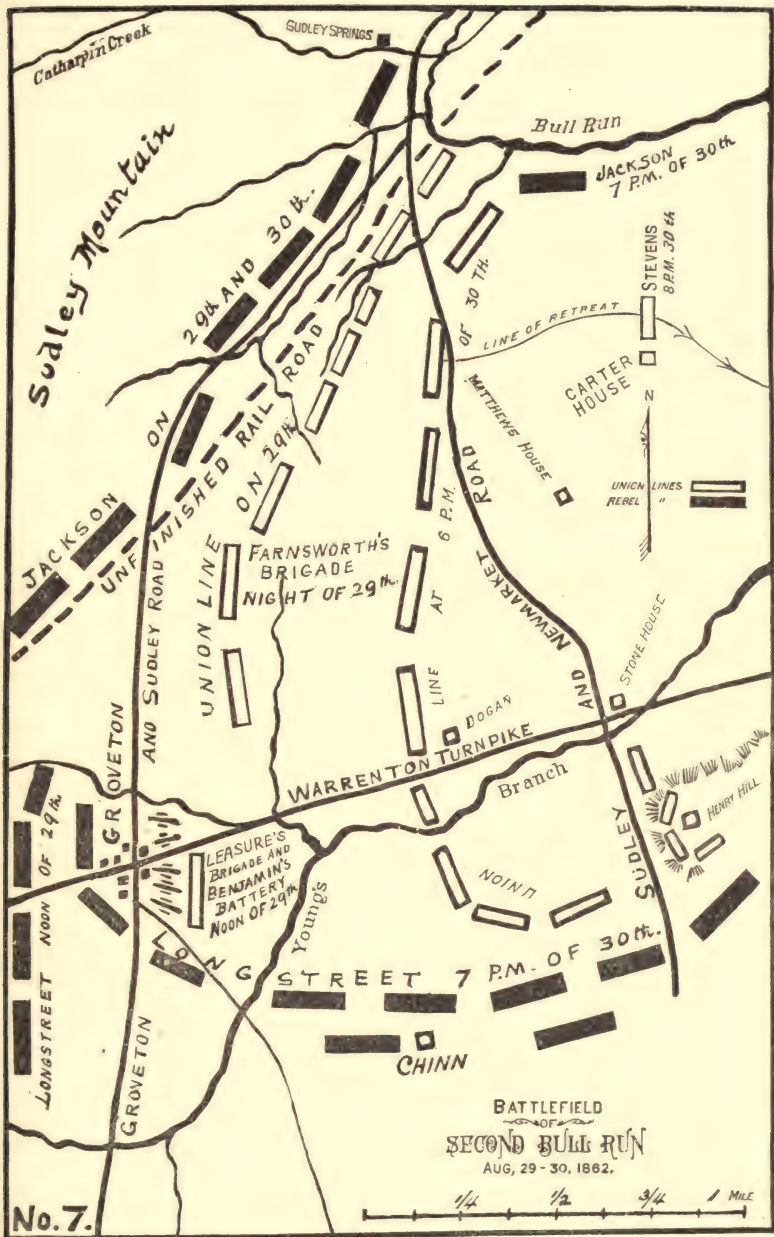 GUDLEY SPRINGS
Catharpin Creek
Bull Run
Sudley Mountain
JACKSON
7 P.M. OF 30th
29th AND 30th.
ON
JACKSON
STEVENS
8 P.M. 30th
LINE OF RETREAT
CARTER
HOUSE
N
MATTHEWS HOUSE
UNION LINES
REBEL "
UNFINISHED RAIL ROAD
UNION LINE ON 29th
FARNSWORTH'S
BRIGADE
NIGHT OF 29th.
UNION LINE AT 6 P.M. OF 30TH.
SUDLEY AND NEWMARKET ROAD
STONE HOUSE
DOGAN
WARRENTON TURNPIKE
Young's Branch
HENRY HILL
GROVETON AND SUDLEY ROAD
GROVETON
LEASURE'S
BRIGADE AND
BENJAMIN'S
BATTERY
NOON OF 29th
LONGSTREET NOON OF 29th
LONGSTREET 7 P.M. OF 30th.
CHINN
BATTLEFIELD
OF
SECOND BULL RUN
AUG, 29-30, 1862.
1/4 1/2 3/4 1 MILE
No. 7.